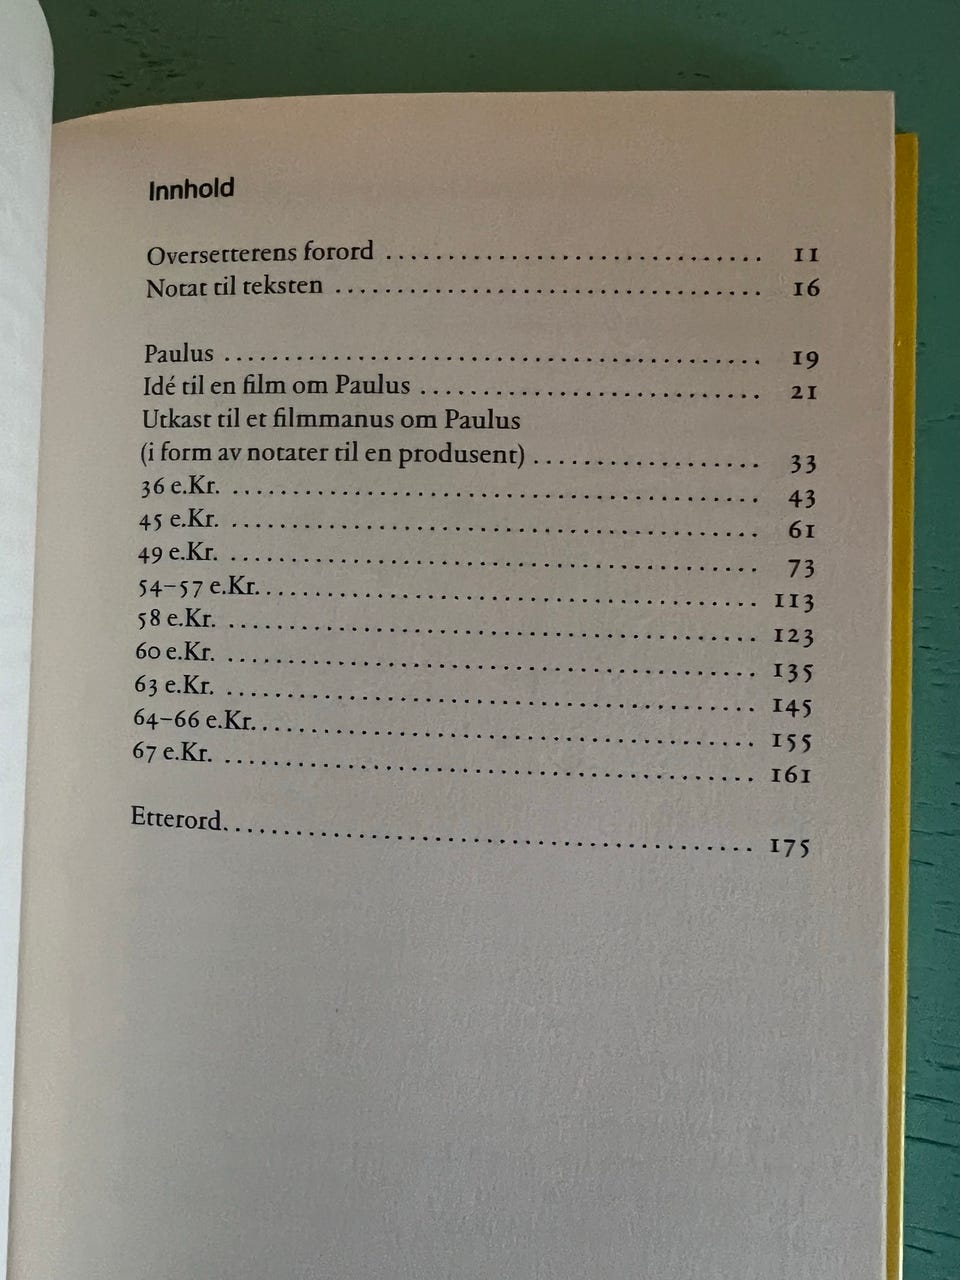 Innhold
Oversetterens forord ................................ 11
Notat til teksten .................................... 16
Paulus .............................................. 19
Idé til en film om Paulus ............................. 21
Utkast til et filmmanus om Paulus
(i form av notater til en produsent) ................... 33
36 e.Kr. ............................................. 43
45 e.Kr. ............................................. 61
49 e.Kr. ............................................. 73
54–57 e.Kr. .......................................... 113
58 e.Kr. ............................................. 123
60 e.Kr. ............................................. 135
63 e.Kr. ............................................. 145
64–66 e.Kr. .......................................... 155
67 e.Kr. ............................................. 161
Etterord. ............................................ 175